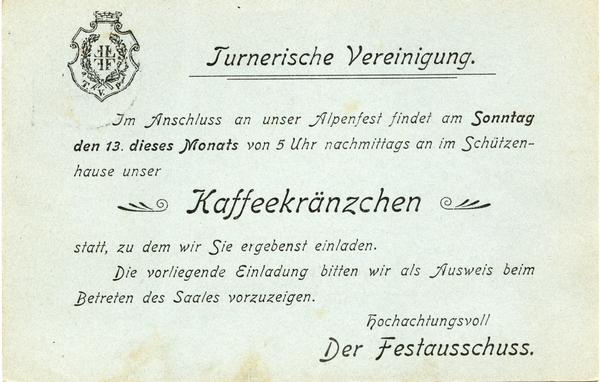 T. V. P.
Turnerische Vereinigung.
Im Anschluss an unser Alpenfest findet am Sonntag
den 13. dieses Monats von 5 Uhr nachmittags an im Schützen-
hause unser
Kaffeekränzchen
statt, zu dem wir Sie ergebenst einladen.
Die vorliegende Einladung bitten wir als Ausweis beim
Betreten des Saales vorzuzeigen.
Hochachtungsvoll
Der Festausschuss.